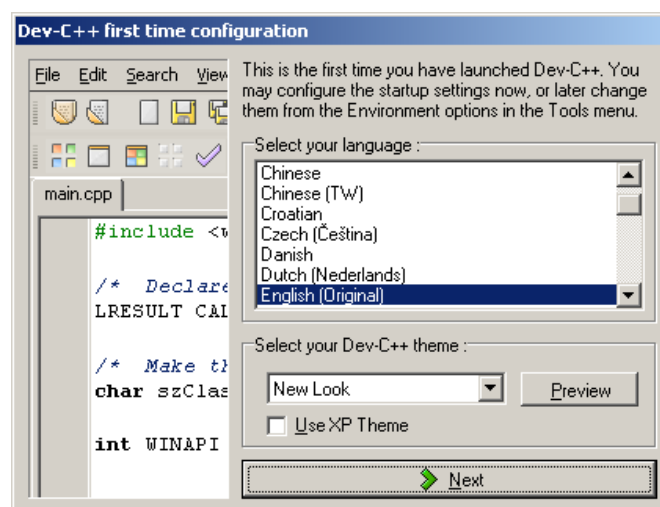 Dev-C++ first time configuration
File Edit Search View
main.cpp
#include <w
/* Declare
LRESULT CAL
/* Make th
char szClas
int WINAPI
This is the first time you have launched Dev-C++. You
may configure the startup settings now, or later change
them from the Environment options in the Tools menu.
Select your language :
Chinese
Chinese (TW)
Croatian
Czech (Čeština)
Danish
Dutch (Nederlands)
English (Original)
Select your Dev-C++ theme :
New Look
Preview
Use XP Theme
Next